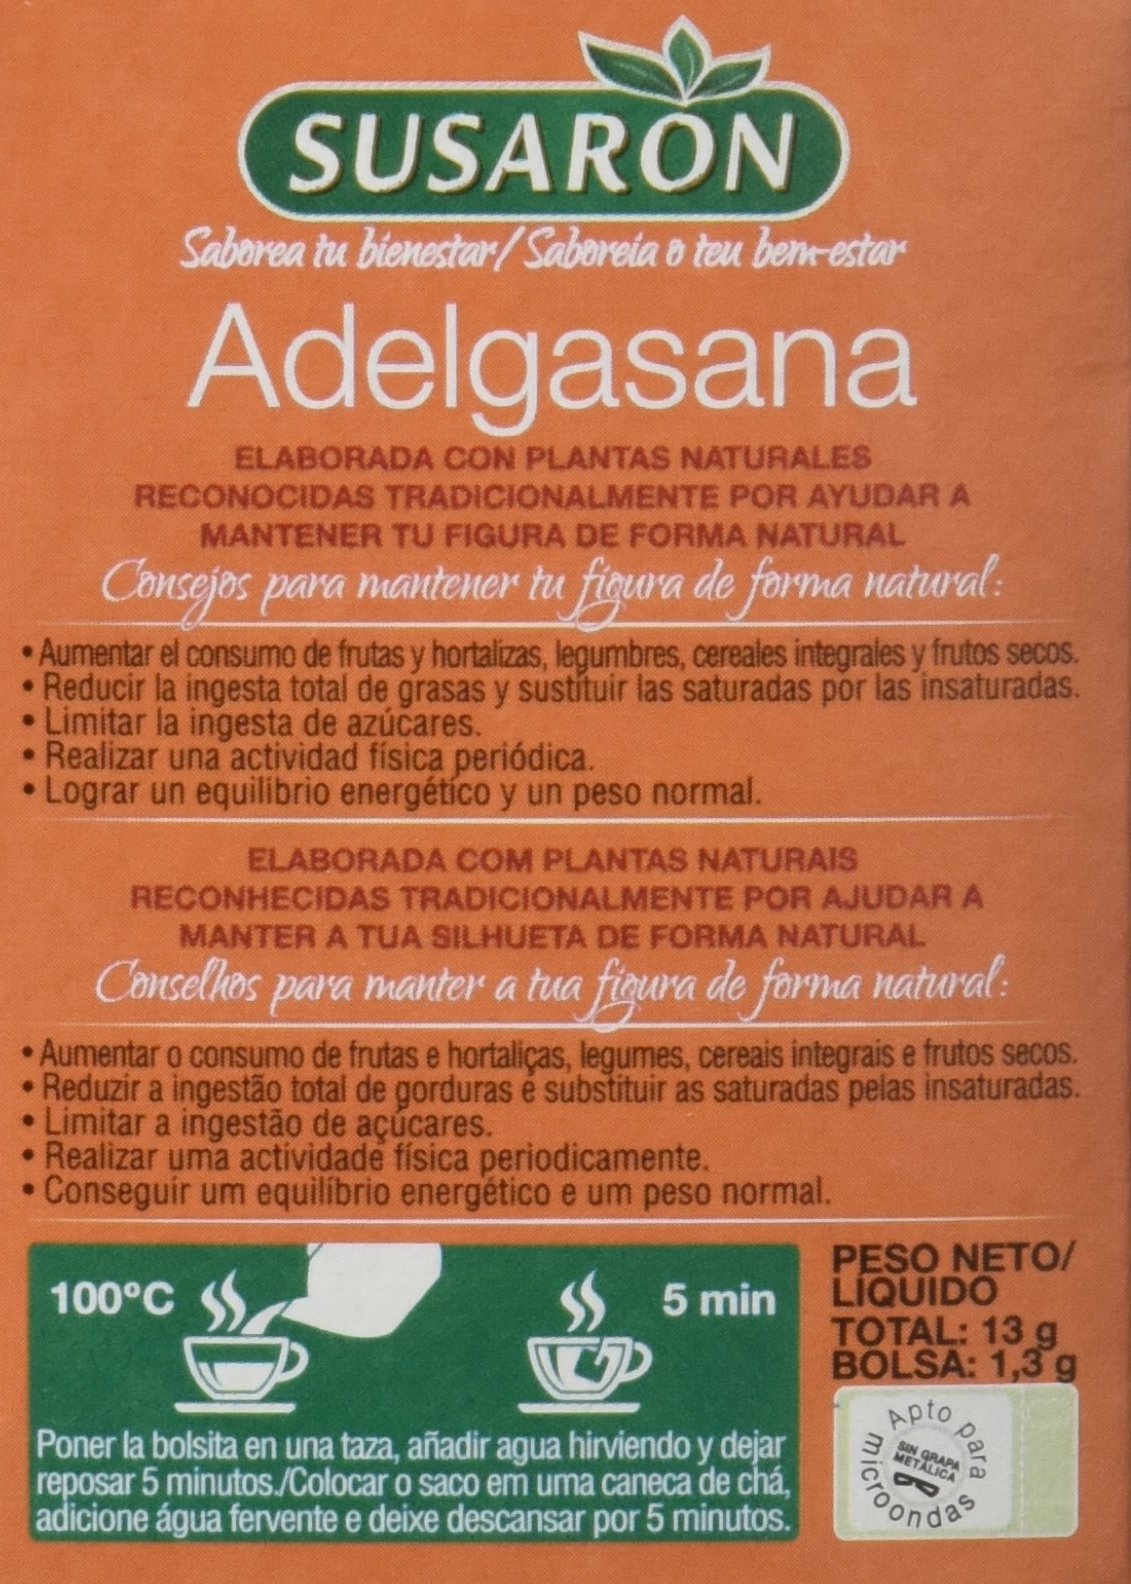 SUSARÓN
Saborea tu bienestar/Saboreia o teu bem-estar
Adelgasana
ELABORADA CON PLANTAS NATURALES
RECONOCIDAS TRADICIONALMENTE POR AYUDAR A
MANTENER TU FIGURA DE FORMA NATURAL
Consejos para mantener tu figura de forma natural:
• Aumentar el consumo de frutas y hortalizas, legumbres, cereales integrales y frutos secos.
• Reducir la ingesta total de grasas y sustituir las saturadas por las insaturadas.
• Limitar la ingesta de azúcares.
• Realizar una actividad física periódica.
• Lograr un equilibrio energético y un peso normal.
ELABORADA COM PLANTAS NATURAIS
RECONHECIDAS TRADICIONALMENTE POR AJUDAR A
MANTER A TUA SILHUETA DE FORMA NATURAL
Conselhos para manter a tua figura de forma natural:
• Aumentar o consumo de frutas e hortaliças, legumes, cereais integrais e frutos secos.
• Reduzir a ingestão total de gorduras e substituir as saturadas pelas insaturadas.
• Limitar a ingestão de açúcares.
• Realizar uma actividade física periodicamente.
• Conseguir um equilíbrio energético e um peso normal.
100°C
5 min
Poner la bolsita en una taza, añadir agua hirviendo y dejar
reposar 5 minutos./Colocar o saco em uma caneca de chá,
adicione água fervente e deixe descansar por 5 minutos.
PESO NETO/
LÍQUIDO
TOTAL: 13 g
BOLSA: 1,3 g
Apto para
microondas
SIN GRAPA
METÁLICA